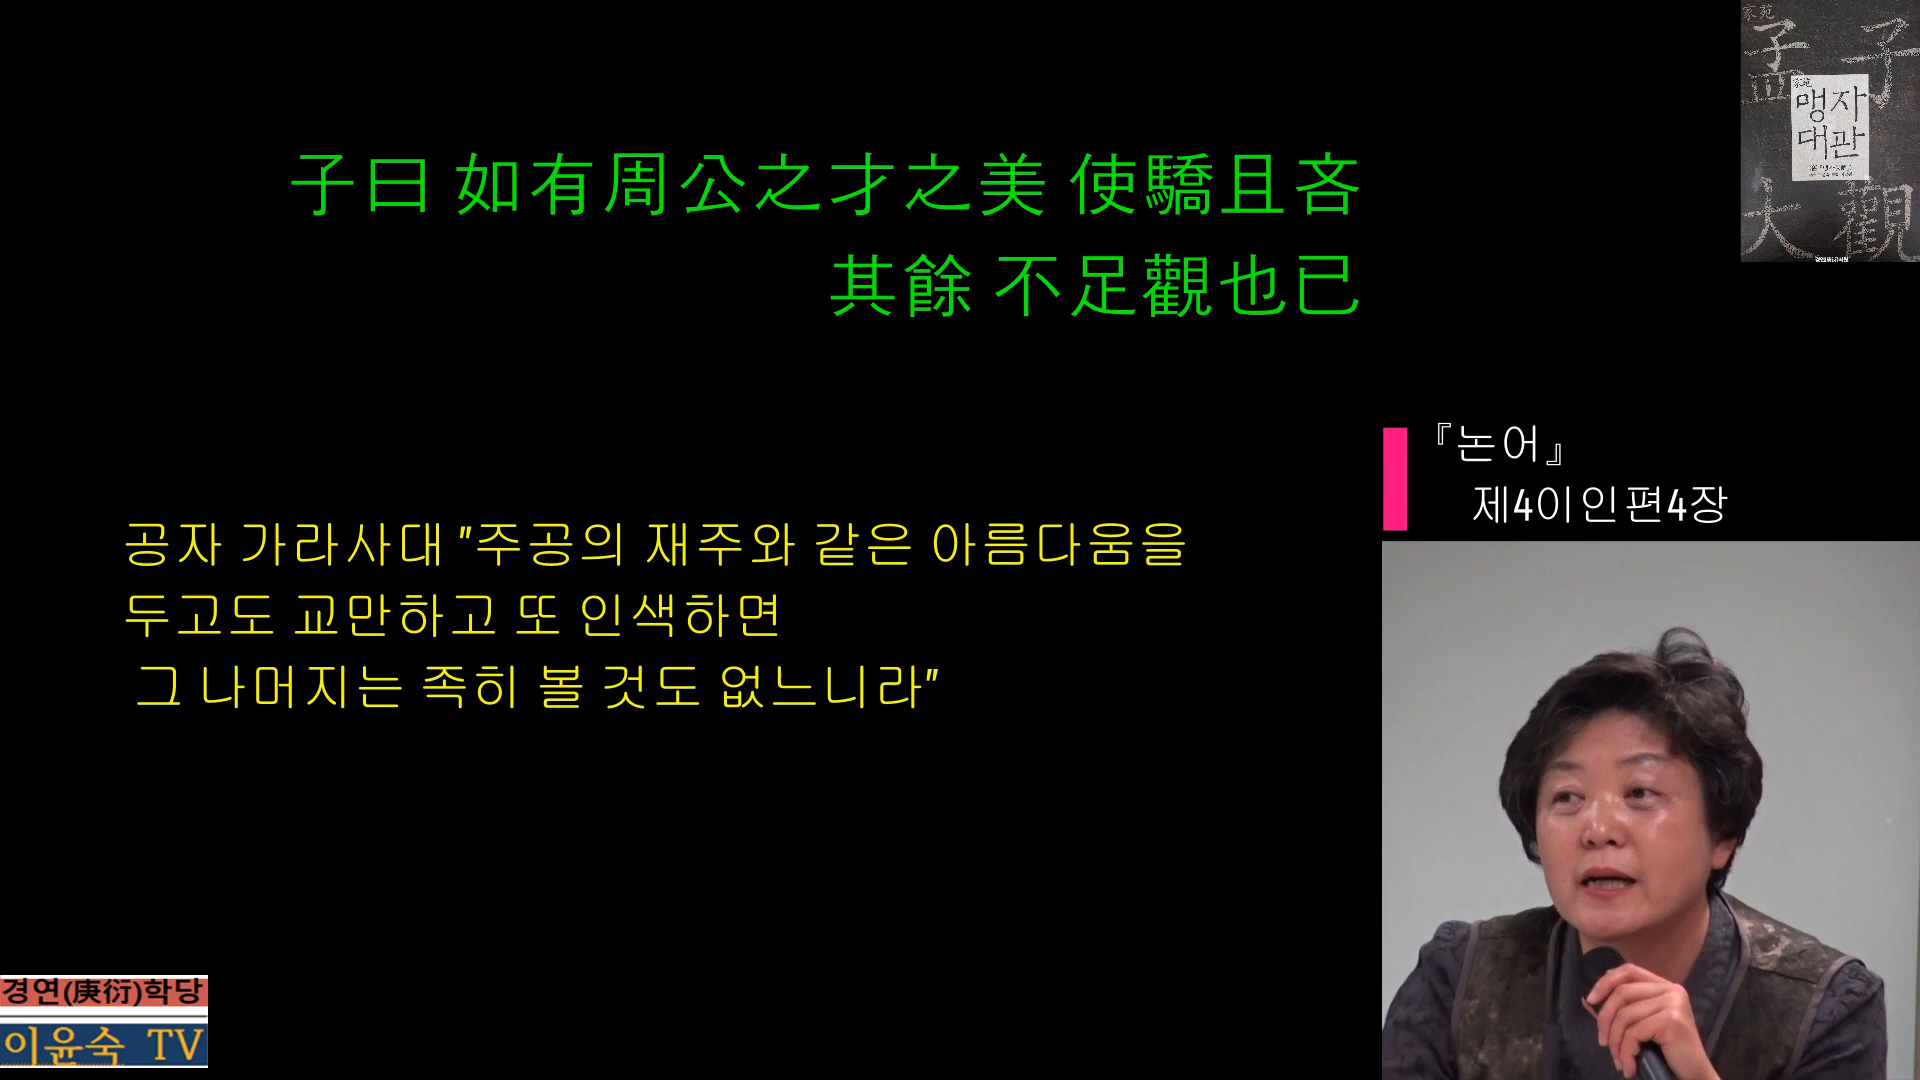 子曰 如有周公之才之美 使驕且吝
其餘 不足觀也已
공자 가라사대 "주공의 재주와 같은 아름다움을
두고도 교만하고 또 인색하면
그 나머지는 족히 볼 것도 없느니라"
『논어』
제4이인편4장
家苑
孟子
맹자
대관
大觀
경연(庚衍)학당
이윤숙 TV